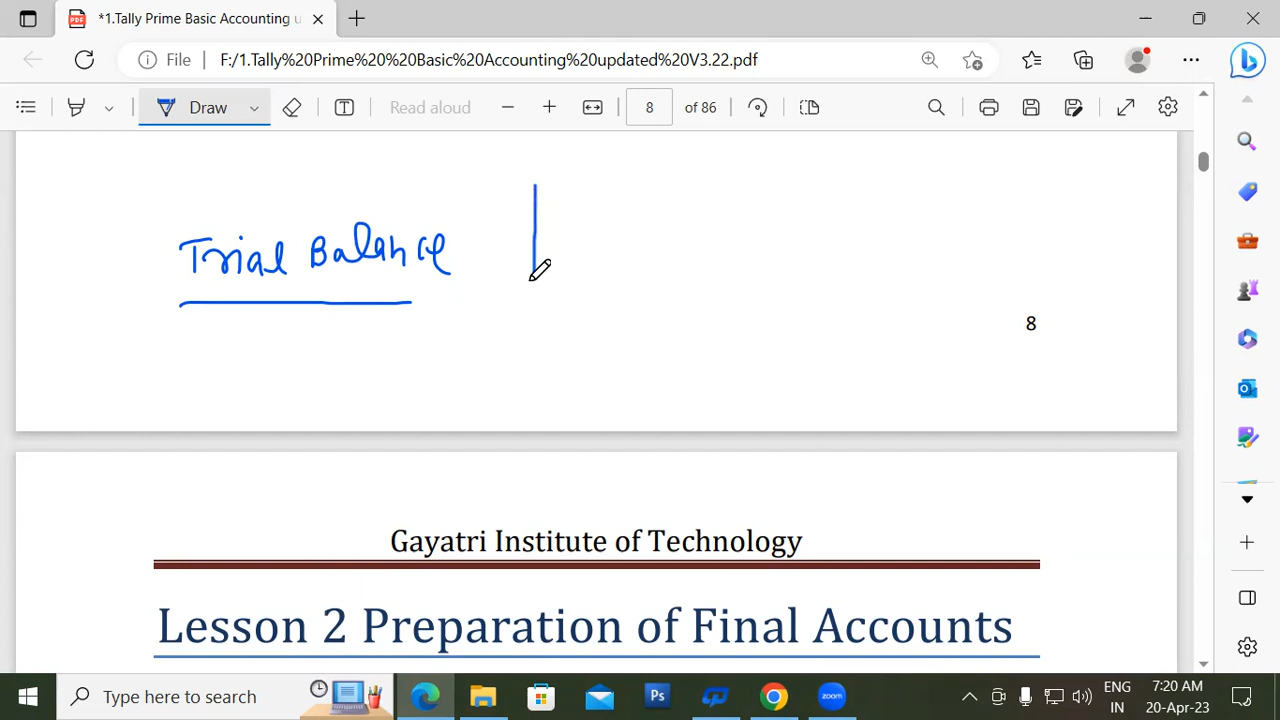 *1.Tally Prime Basic Accounting u
File
F:/1.Tally%20Prime%20%20Basic%20Accounting%20updated%20V3.22.pdf
Draw
Read aloud
8
of 86
Trial Balance
8
Gayatri Institute of Technology
Lesson 2 Preparation of Final Accounts
Type here to search
Ps
zoom
ENG
IN
7:20 AM
20-Apr-23